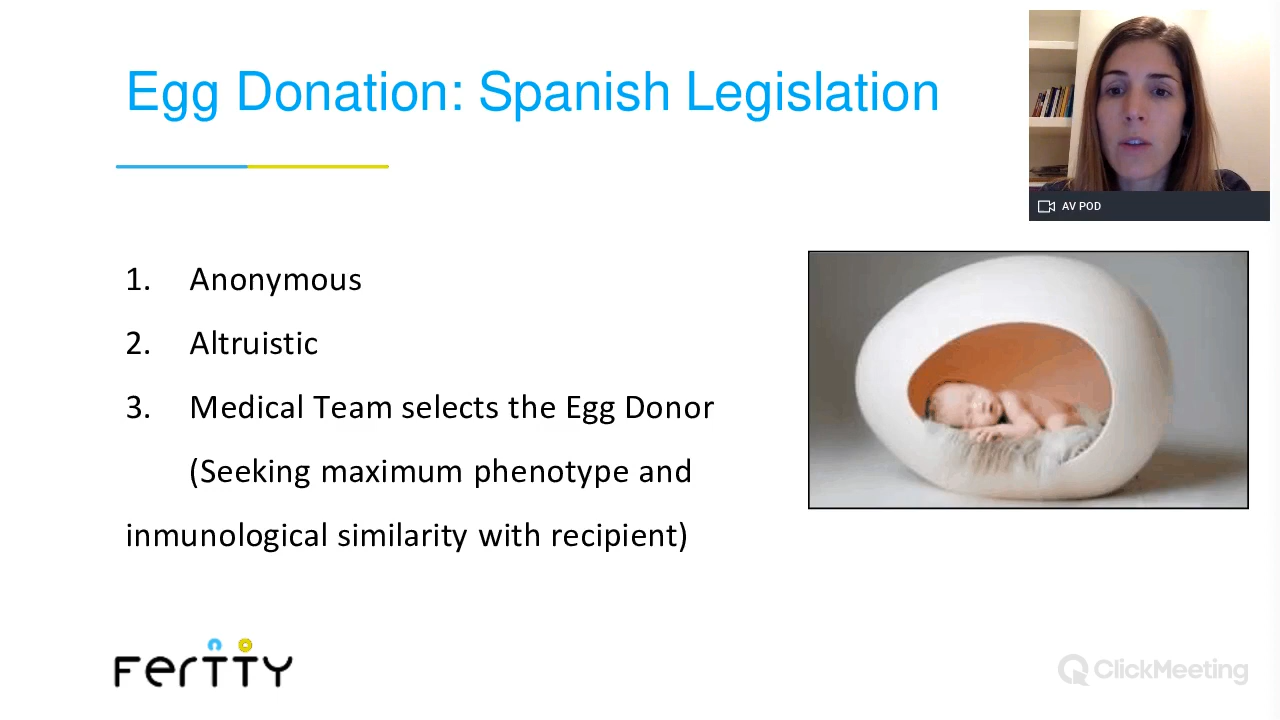 Egg Donation: Spanish Legislation
AV POD
1. Anonymous
2. Altruistic
3. Medical Team selects the Egg Donor
(Seeking maximum phenotype and
inmunological similarity with recipient)
FerTTY
ClickMeeting